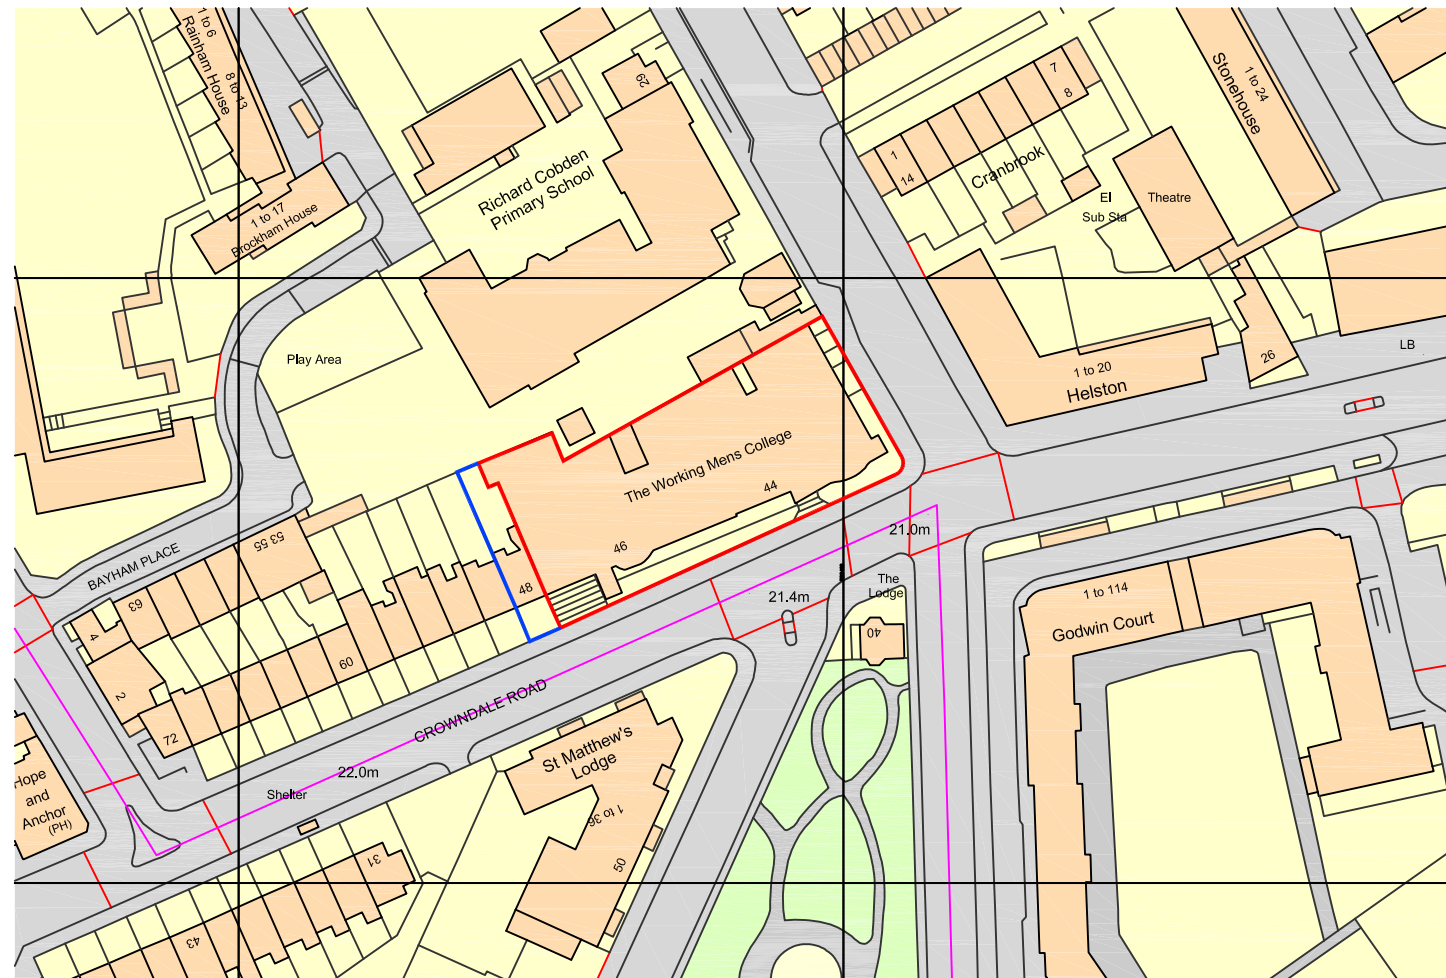 1 to 6
Rainham House
8 to 13
29
7
8
Stonehouse
1 to 24
1
14
Cranbrook
Richard Cobden
Primary School
El
Sub Sta
Theatre
1 to 17
Brockham House
Play Area
1 to 20
Helston
26
LB
The Working Mens College
44
46
48
21.0m
BAYHAM PLACE
53 55
63
4
2
72
60
The
Lodge
21.4m
40
1 to 114
Godwin Court
CROWNDALE ROAD
22.0m
Shelter
St Matthew's
Lodge
1 to 36
50
Hope
and
Anchor
(PH)
31
43